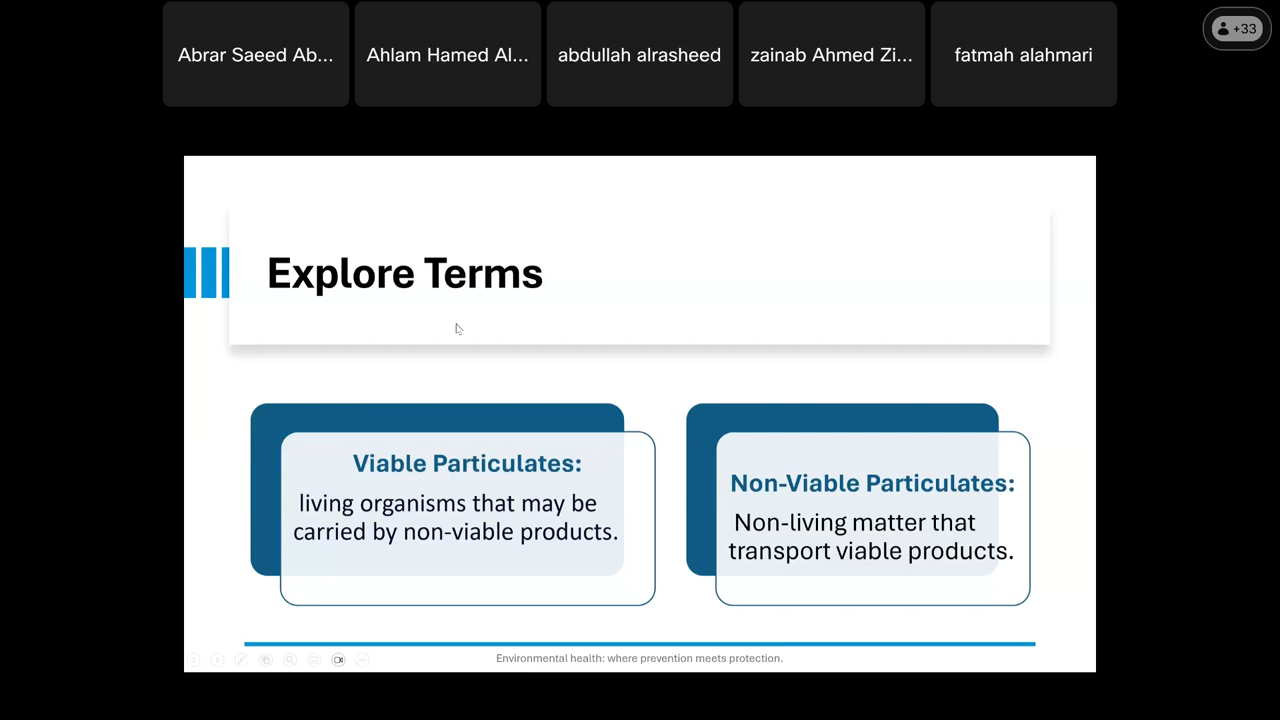 Abrar Saeed Ab...
Ahlam Hamed Al...
abdullah alrasheed
zainab Ahmed Zi...
fatmah alahmari
+33
Explore Terms
Viable Particulates:
living organisms that may be
carried by non-viable products.
Non-Viable Particulates:
Non-living matter that
transport viable products.
Environmental health: where prevention meets protection.